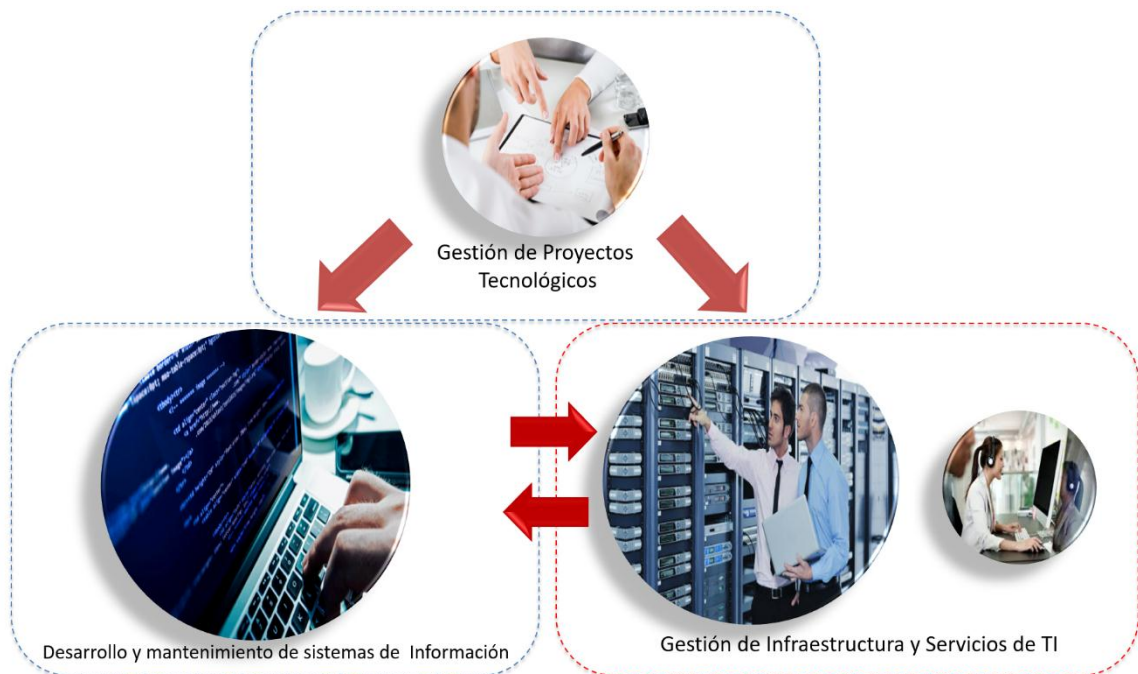 Gestión de Proyectos
Tecnológicos
Desarrollo y mantenimiento de sistemas de Información
Gestión de Infraestructura y Servicios de TI